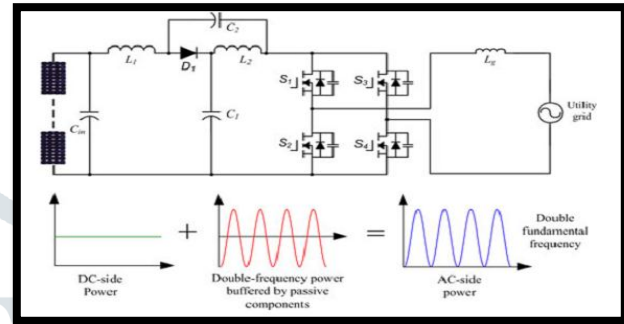 C2
L1
D1
L2
Cin
C1
S1
S3
S2
S4
Lg
Utility
grid
+
=
DC-side
Power
Double-frequency power
buffered by passive
components
AC-side
power
Double
fundamental
frequency